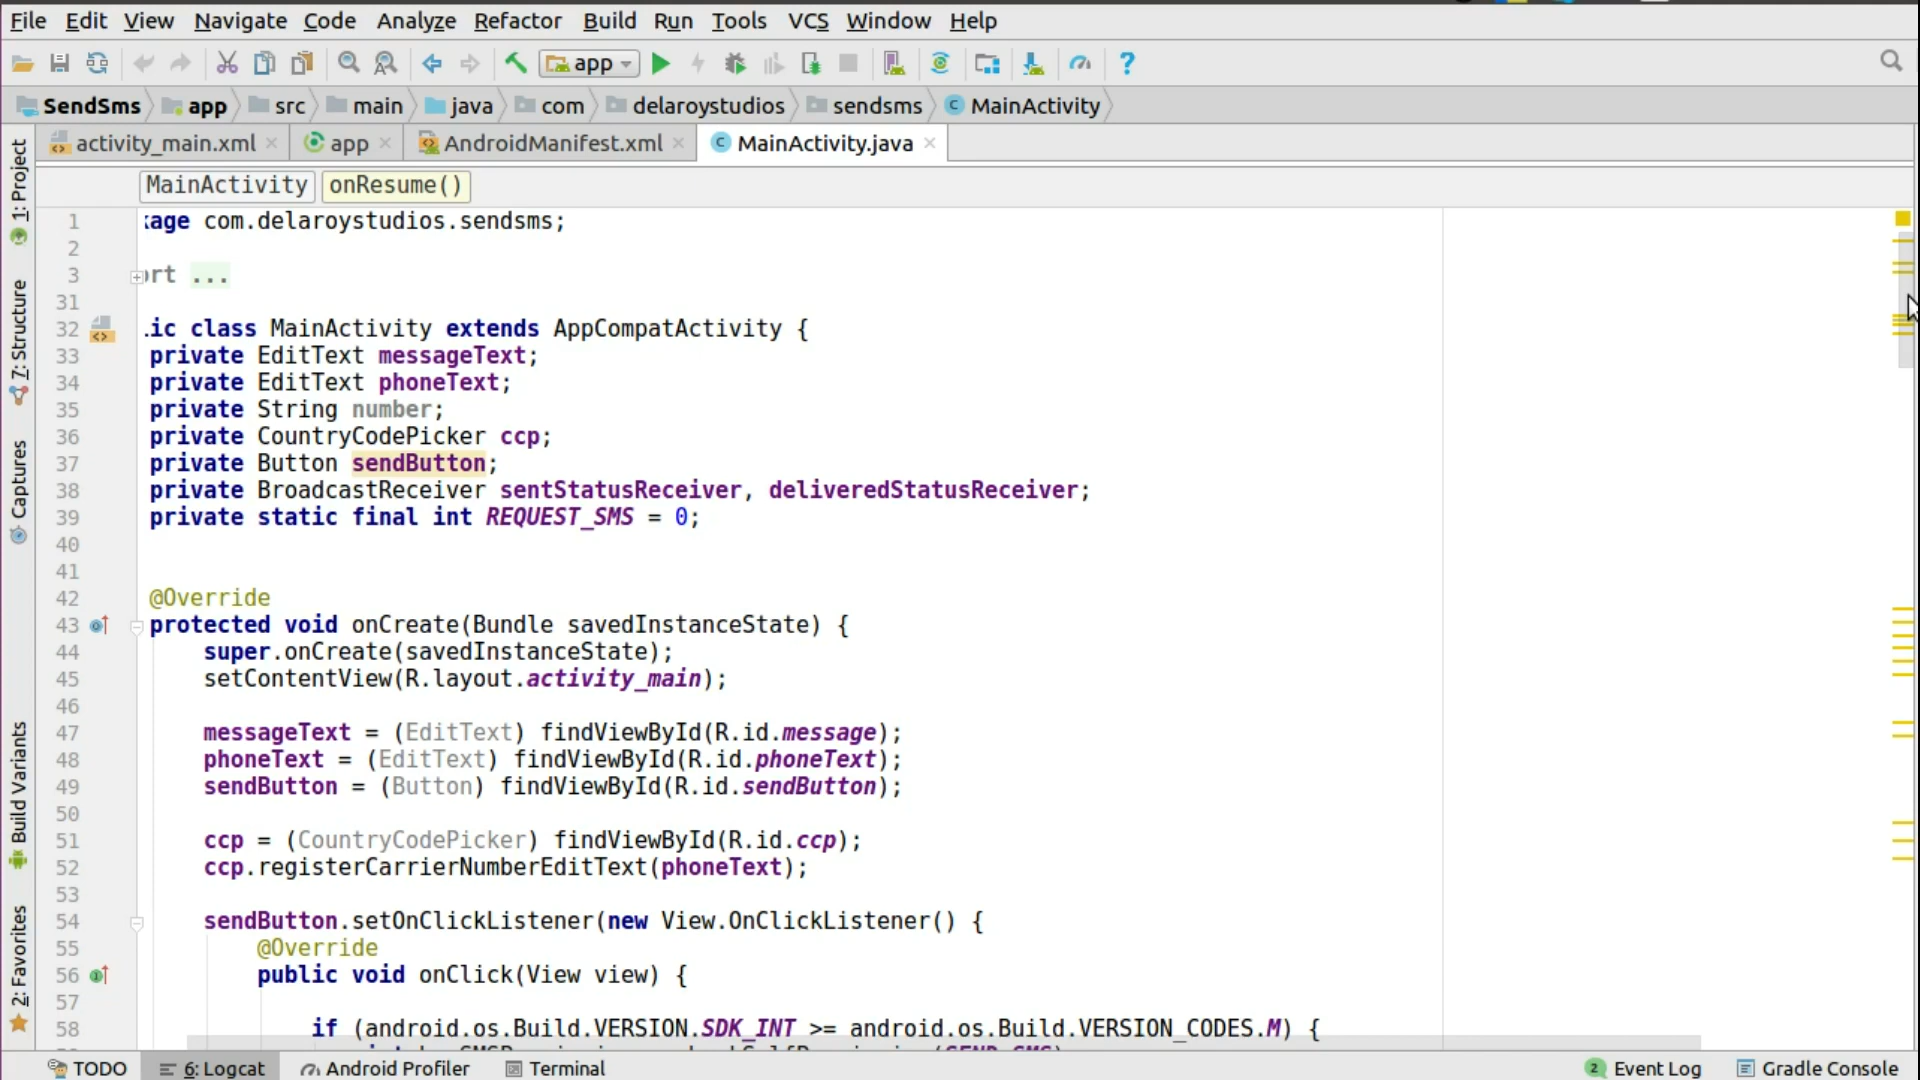 File Edit View Navigate Code Analyze Refactor Build Run Tools VCS Window Help
app
SendSms app src main java com delaroystudios sendsms MainActivity
activity_main.xml app AndroidManifest.xml MainActivity.java
MainActivity onResume()
1 kage com.delaroystudios.sendsms;
2
3 ort ...
31
32 .ic class MainActivity extends AppCompatActivity {
33 private EditText messageText;
34 private EditText phoneText;
35 private String number;
36 private CountryCodePicker ccp;
37 private Button sendButton;
38 private BroadcastReceiver sentStatusReceiver, deliveredStatusReceiver;
39 private static final int REQUEST_SMS = 0;
40
41
42 @Override
43 protected void onCreate(Bundle savedInstanceState) {
44 super.onCreate(savedInstanceState);
45 setContentView(R.layout.activity_main);
46
47 messageText = (EditText) findViewById(R.id.message);
48 phoneText = (EditText) findViewById(R.id.phoneText);
49 sendButton = (Button) findViewById(R.id.sendButton);
50
51 ccp = (CountryCodePicker) findViewById(R.id.ccp);
52 ccp.registerCarrierNumberEditText(phoneText);
53
54 sendButton.setOnClickListener(new View.OnClickListener() {
55 @Override
56 public void onClick(View view) {
57
58 if (android.os.Build.VERSION.SDK_INT >= android.os.Build.VERSION_CODES.M) {
1: Project
7: Structure
Captures
Build Variants
2: Favorites
TODO 6: Logcat Android Profiler Terminal 2 Event Log Gradle Console